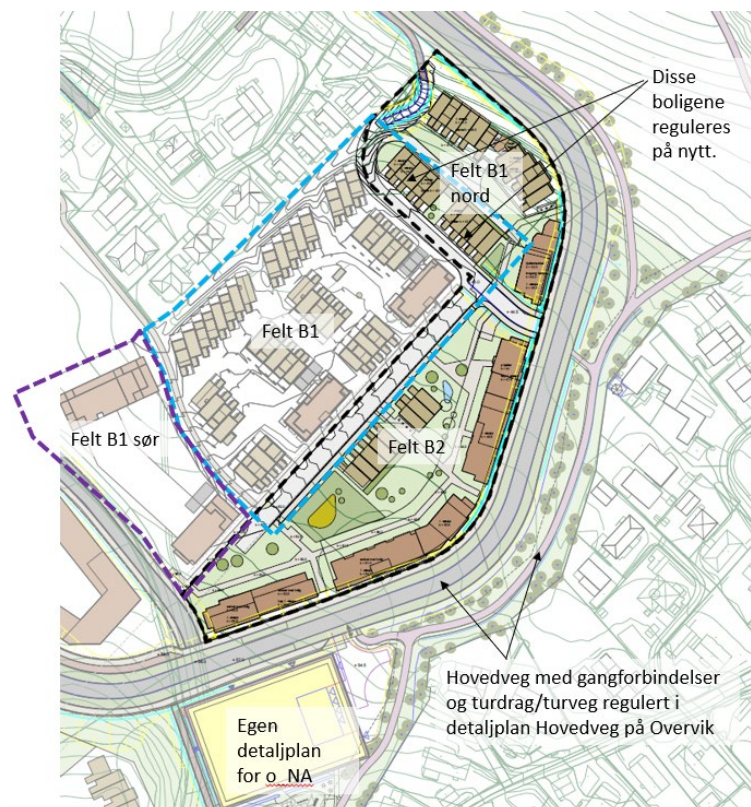 Disse
boligene
reguleres
på nytt.
Felt B1
nord
Felt B1
Felt B1 sør
Felt B2
Hovedveg med gangforbindelser
og turdrag/turveg regulert i
detaljplan Hovedveg på Overvik
Egen
detaljplan
for o_NA